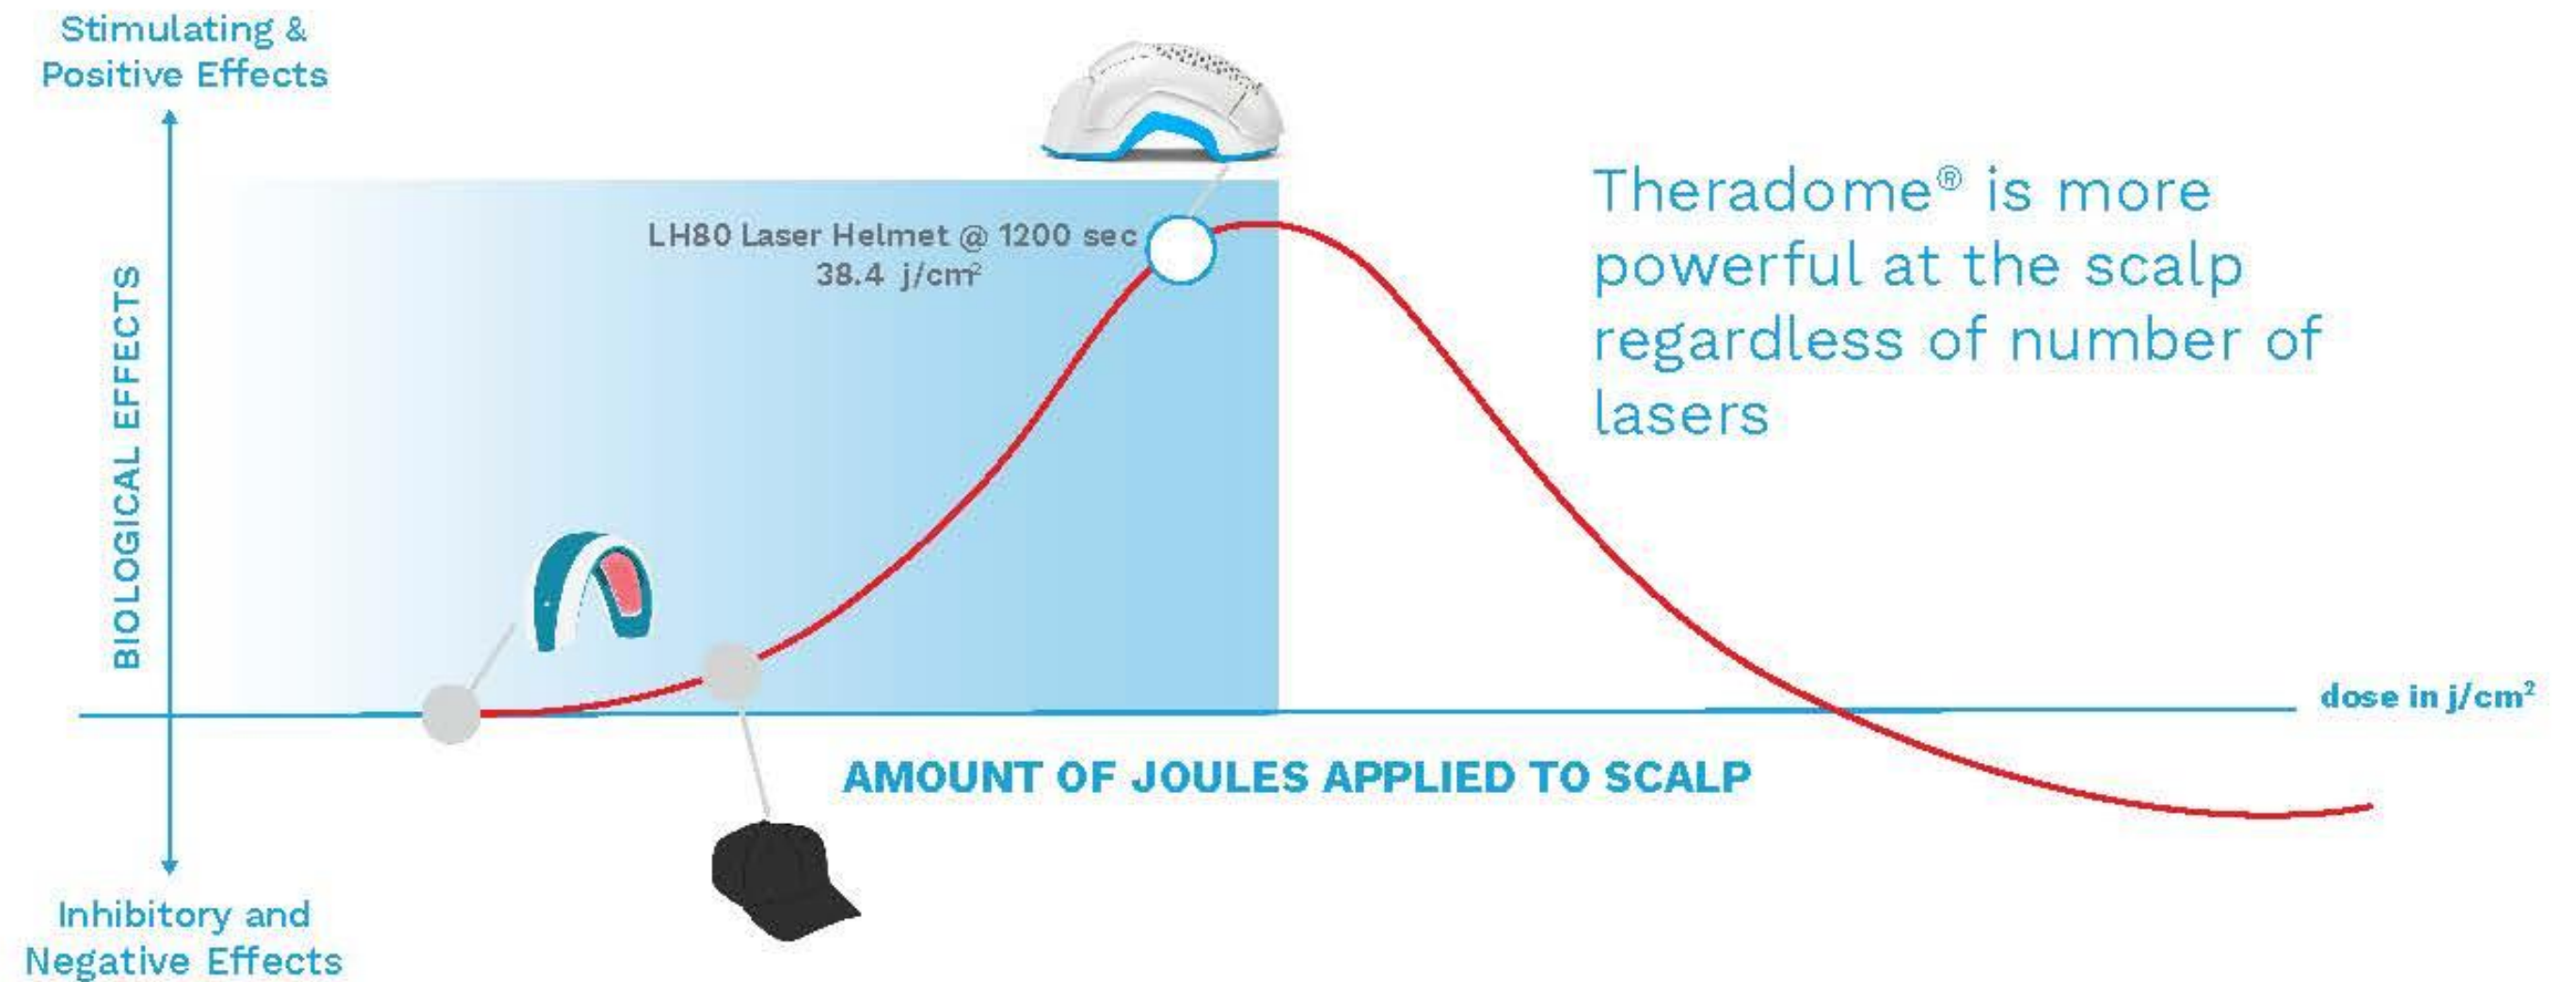 Stimulating &
Positive Effects
BIOLOGICAL EFFECTS
LH80 Laser Helmet @ 1200 sec
38.4 j/cm²
Theradome® is more
powerful at the scalp
regardless of number of
lasers
dose in j/cm²
AMOUNT OF JOULES APPLIED TO SCALP
Inhibitory and
Negative Effects